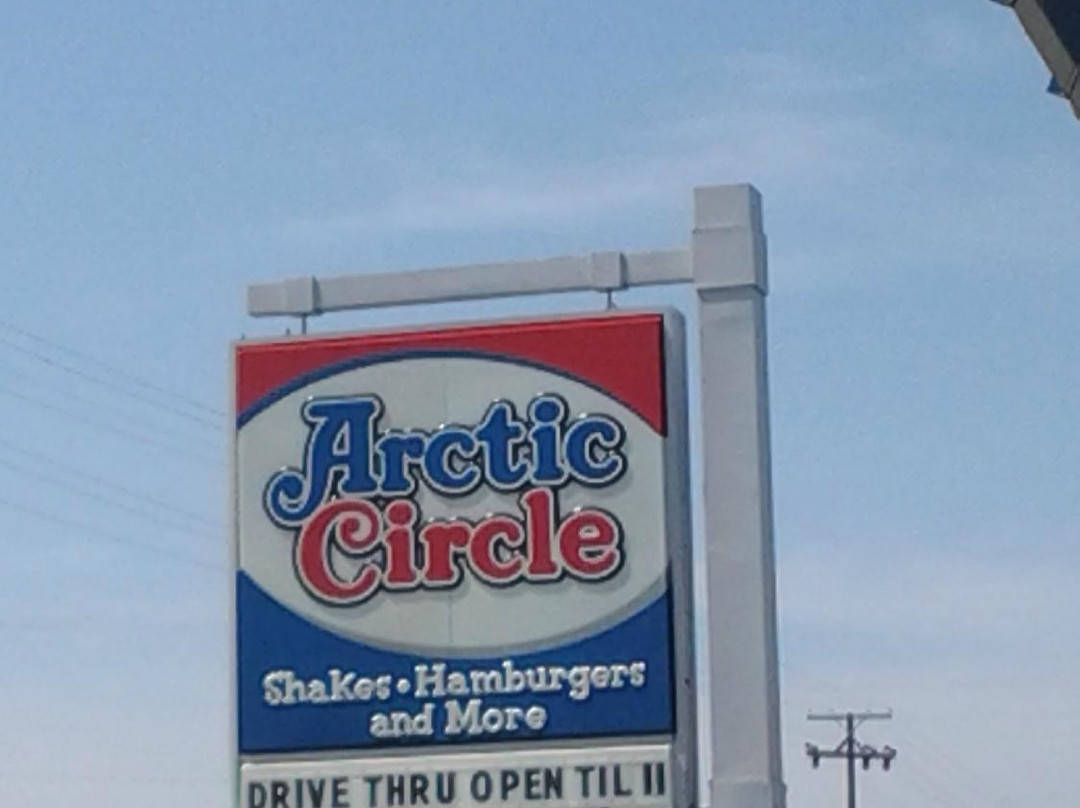 Arctic
Circle
Shakes • Hamburgers
and More
DRIVE THRU OPEN TIL 11